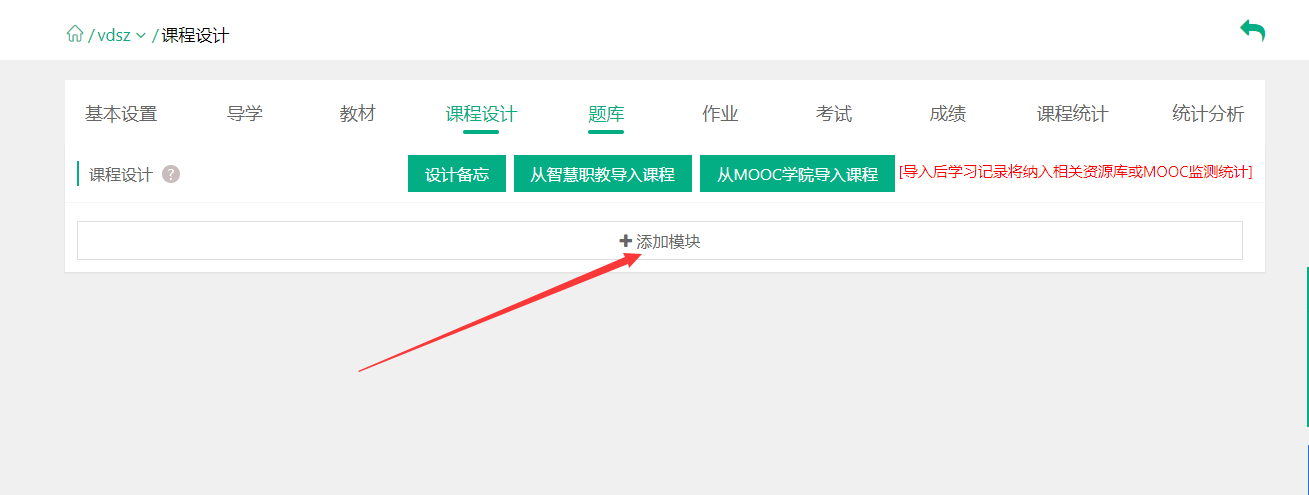 / vdsz / 课程设计
基本设置 导学 教材 课程设计 题库 作业 考试 成绩 课程统计 统计分析
课程设计 ? 设计备忘 从智慧职教导入课程 从MOOC学院导入课程 [导入后学习记录将纳入相关资源库或MOOC监测统计]
+ 添加模块